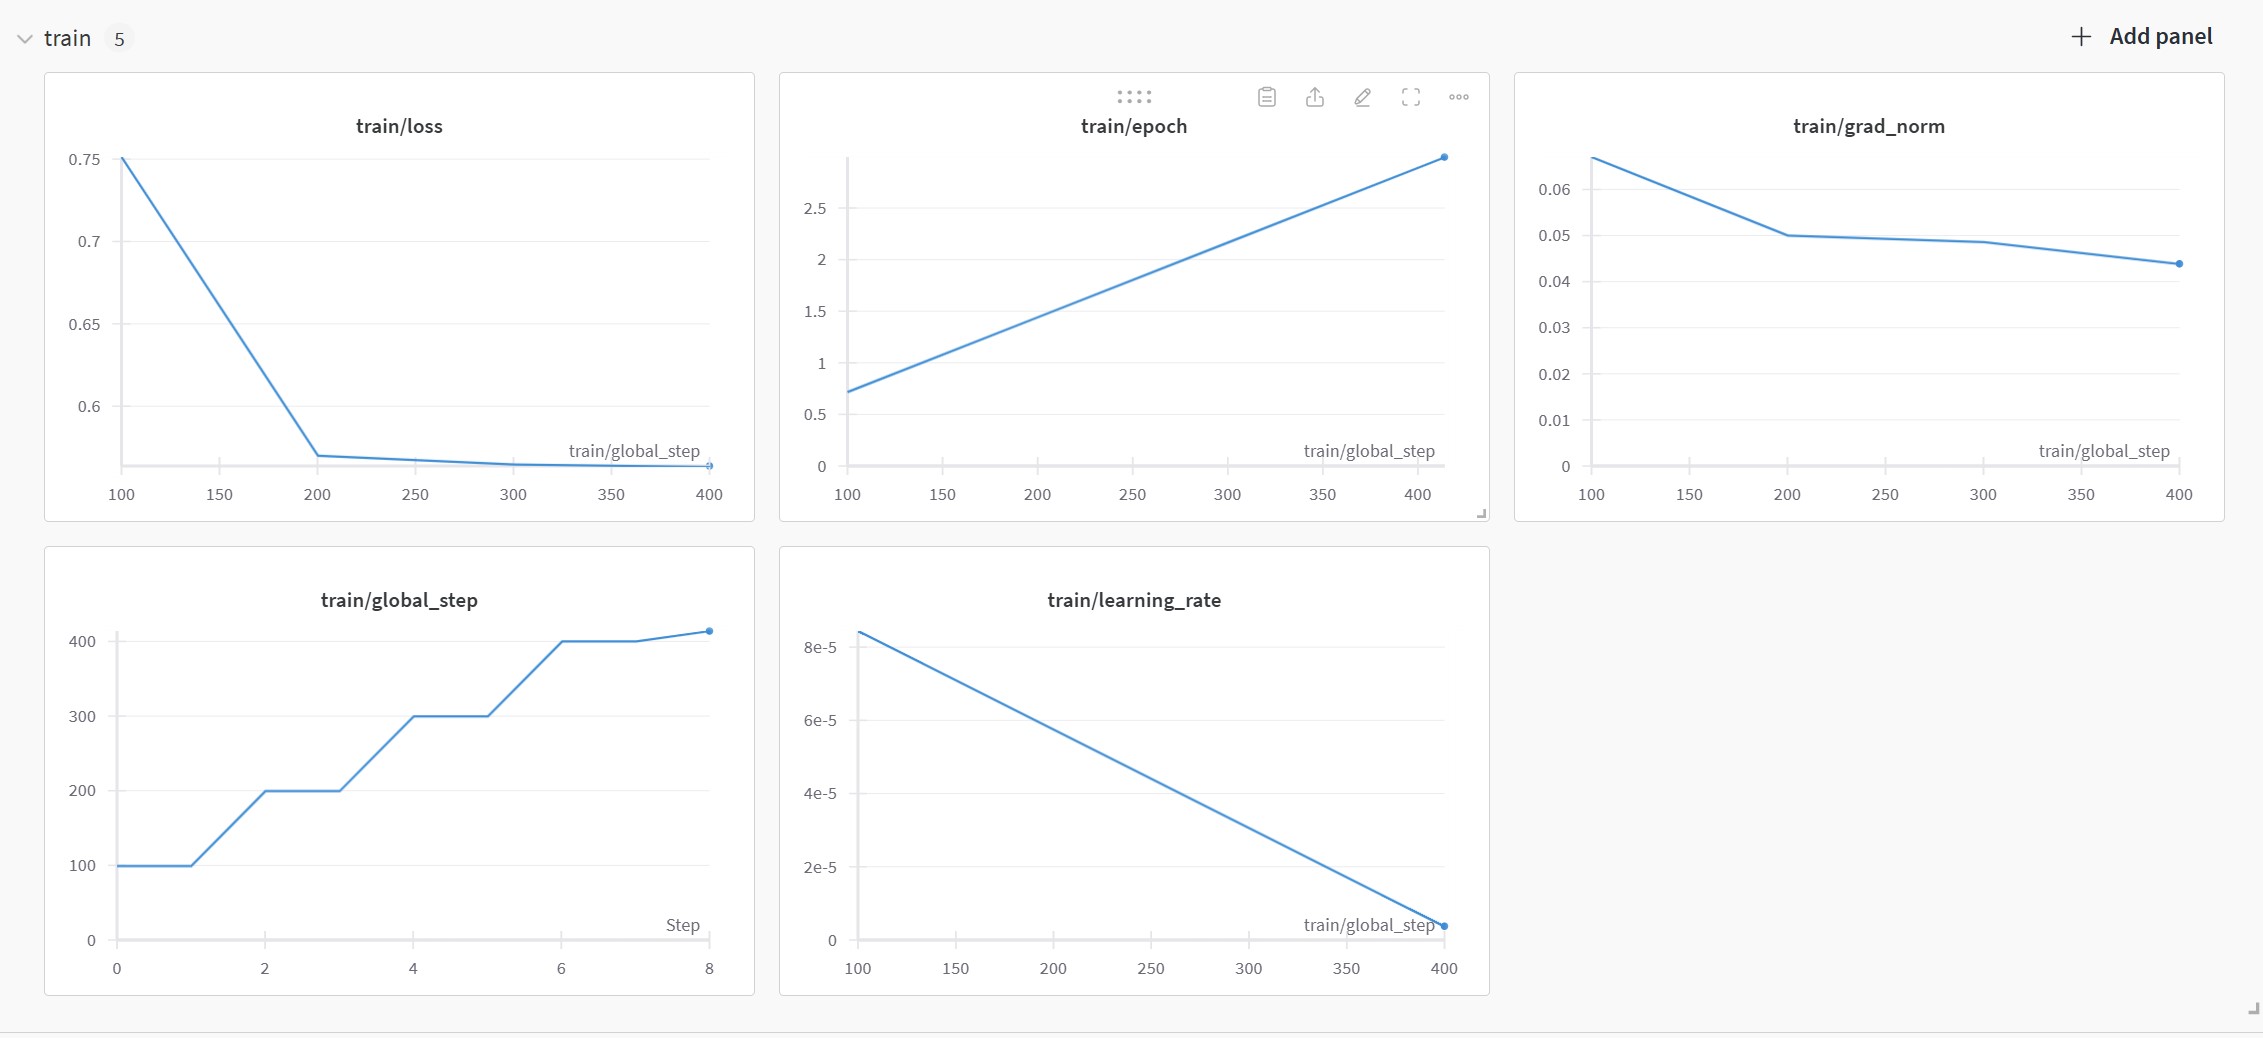 train 5
Add panel
train/loss
0.75
0.7
0.65
0.6
train/global_step
100 150 200 250 300 350 400
train/epoch
2.5
2
1.5
1
0.5
0
train/global_step
100 150 200 250 300 350 400
train/grad_norm
0.06
0.05
0.04
0.03
0.02
0.01
0
train/global_step
100 150 200 250 300 350 400
train/global_step
400
300
200
100
0
Step
0 2 4 6 8
train/learning_rate
8e-5
6e-5
4e-5
2e-5
0
train/global_step
100 150 200 250 300 350 400